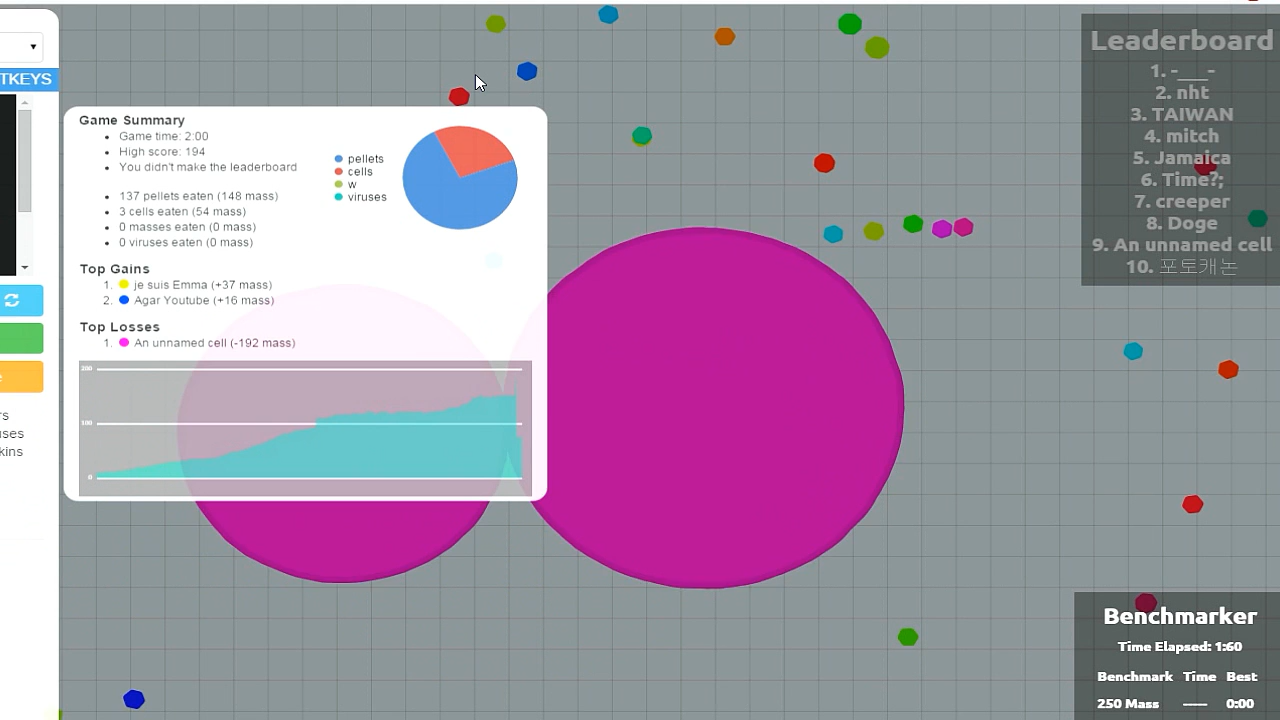 TKEYS
e
rs
uses
kins
Game Summary
Game time: 2:00
High score: 194
You didn't make the leaderboard
137 pellets eaten (148 mass)
3 cells eaten (54 mass)
0 masses eaten (0 mass)
0 viruses eaten (0 mass)
pellets
cells
w
viruses
Top Gains
1. je suis Emma (+37 mass)
2. Agar Youtube (+16 mass)
Top Losses
1. An unnamed cell (-192 mass)
200
100
0
Leaderboard
1. -___-
2. nht
3. TAIWAN
4. mitch
5. Jamaica
6. Time?;
7. creeper
8. Doge
9. An unnamed cell
10. 포토캐논
Benchmarker
Time Elapsed: 1:60
Benchmark Time Best
250 Mass —— 0:00